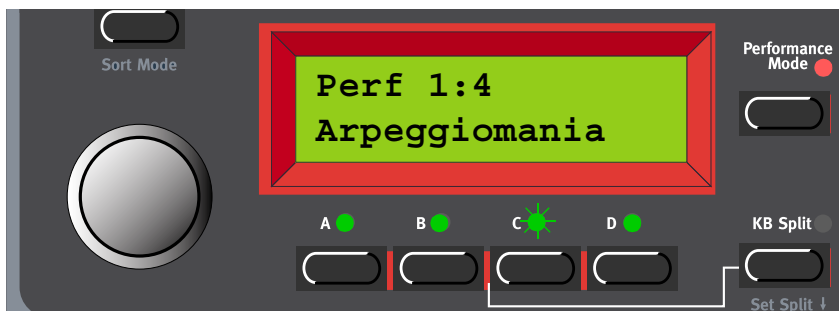 Sort Mode
Performance
Mode
Perf 1:4
Arpeggiomania
A
B
C
D
KB Split
Set Split ↓